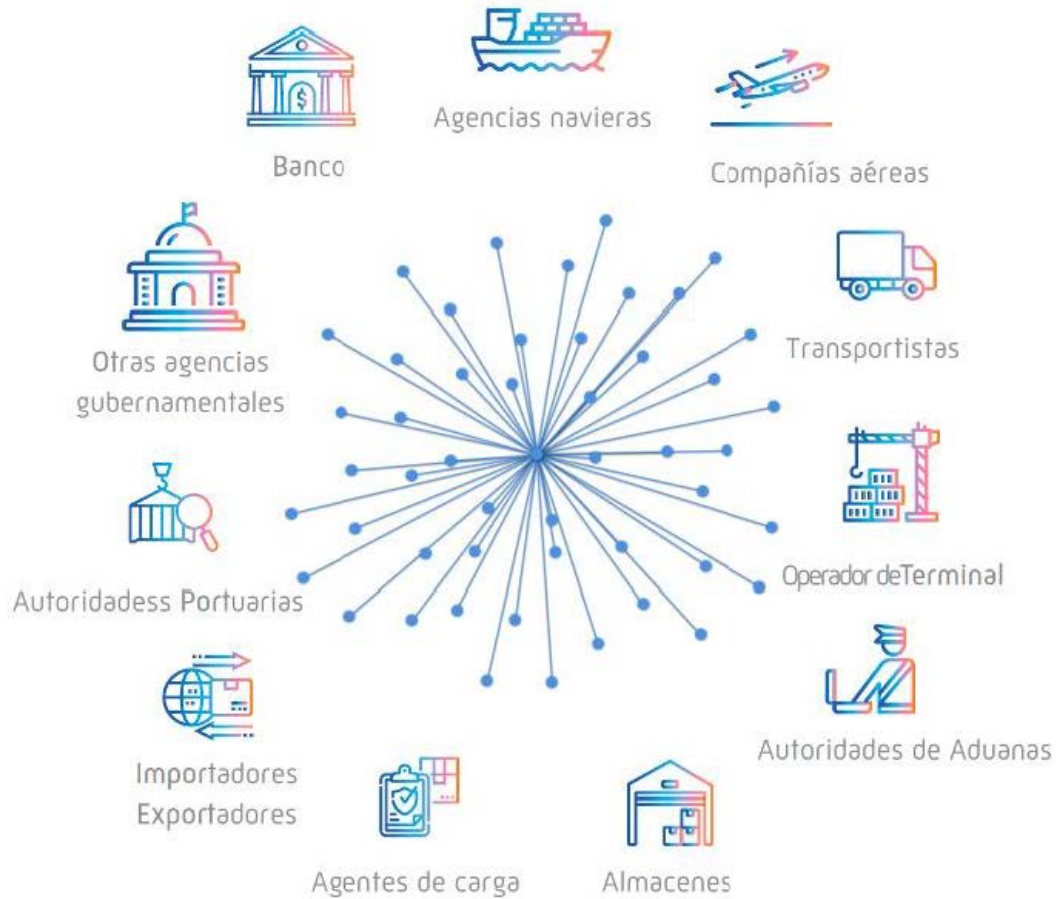 Agencias navieras
Banco
Compañías aéreas
$
Transportistas
Otras agencias
gubernamentales
Operador deTerminal
Autoridadess Portuarias
Autoridades de Aduanas
Importadores
Exportadores
Agentes de carga
Almacenes